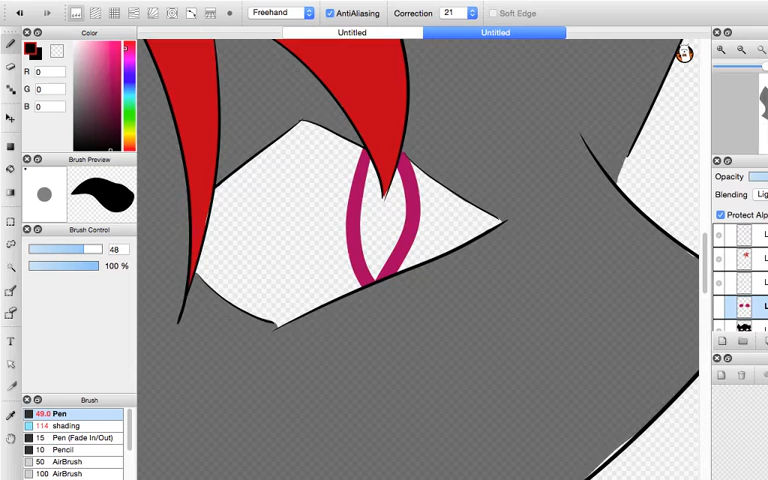 Freehand
AntiAliasing
Correction 21
Soft Edge
Color
Untitled
Untitled
R 0
G 0
B 0
Brush Preview
Brush Control
48
100 %
Opacity
Blending
Protect Alp
Brush
49.0 Pen
114 shading
15 Pen (Fade In/Out)
10 Pencil
50 AirBrush
100 AirBrush
T